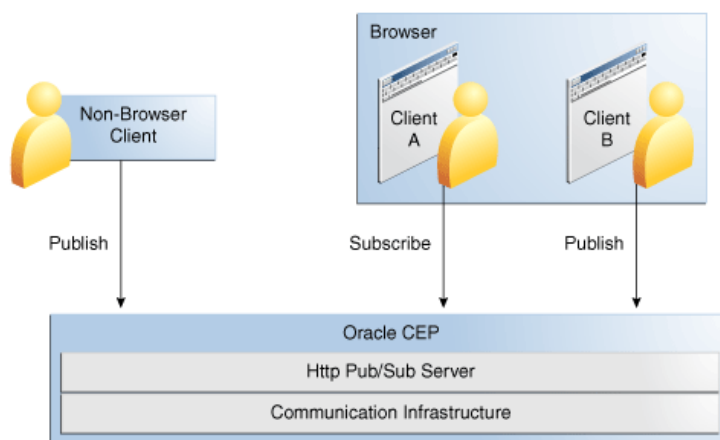 Browser
Non-Browser
Client
Client
A
Client
B
Publish
Subscribe
Publish
Oracle CEP
Http Pub/Sub Server
Communication Infrastructure